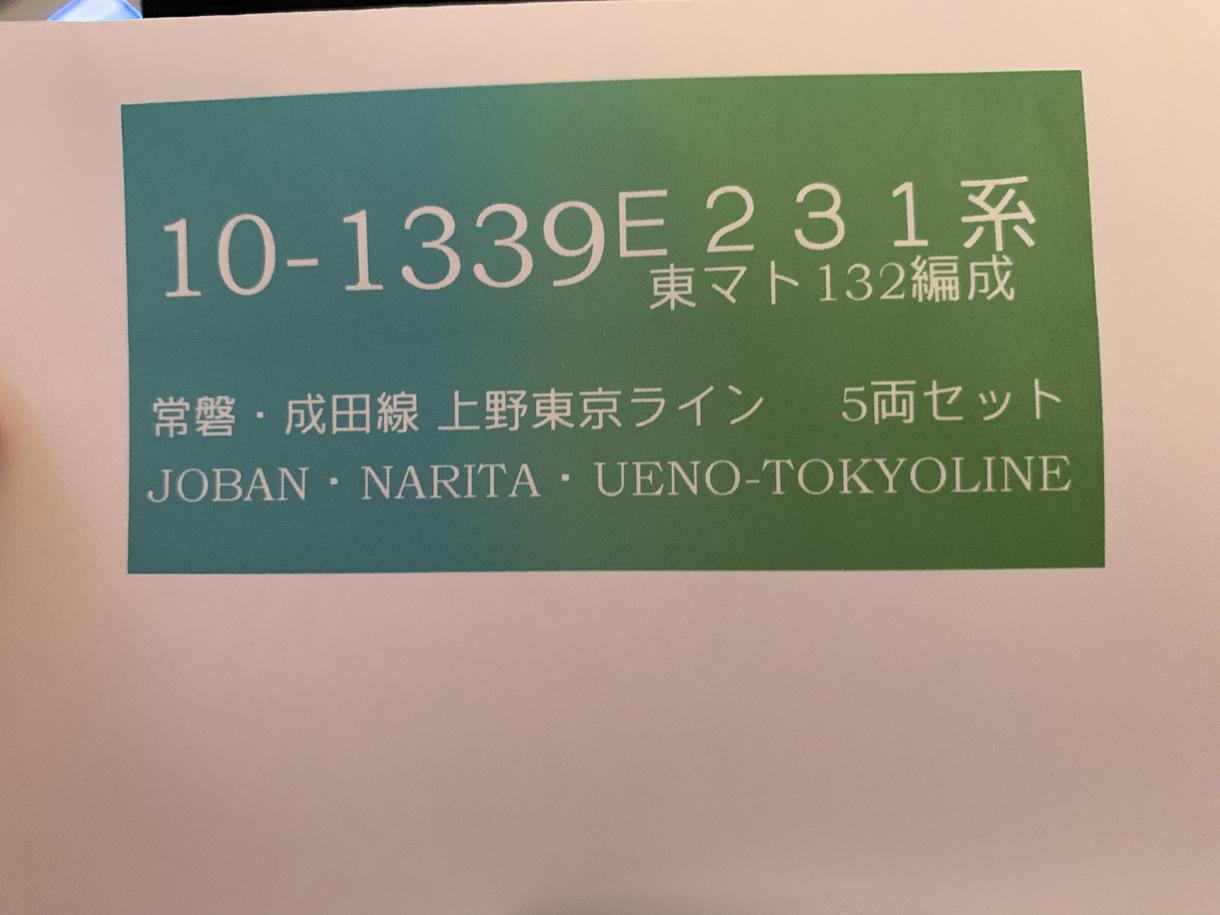 10-1339E231系
東マト132編成
常磐・成田線 上野東京ライン 5両セット
JOBAN・NARITA・UENO-TOKYOLINE